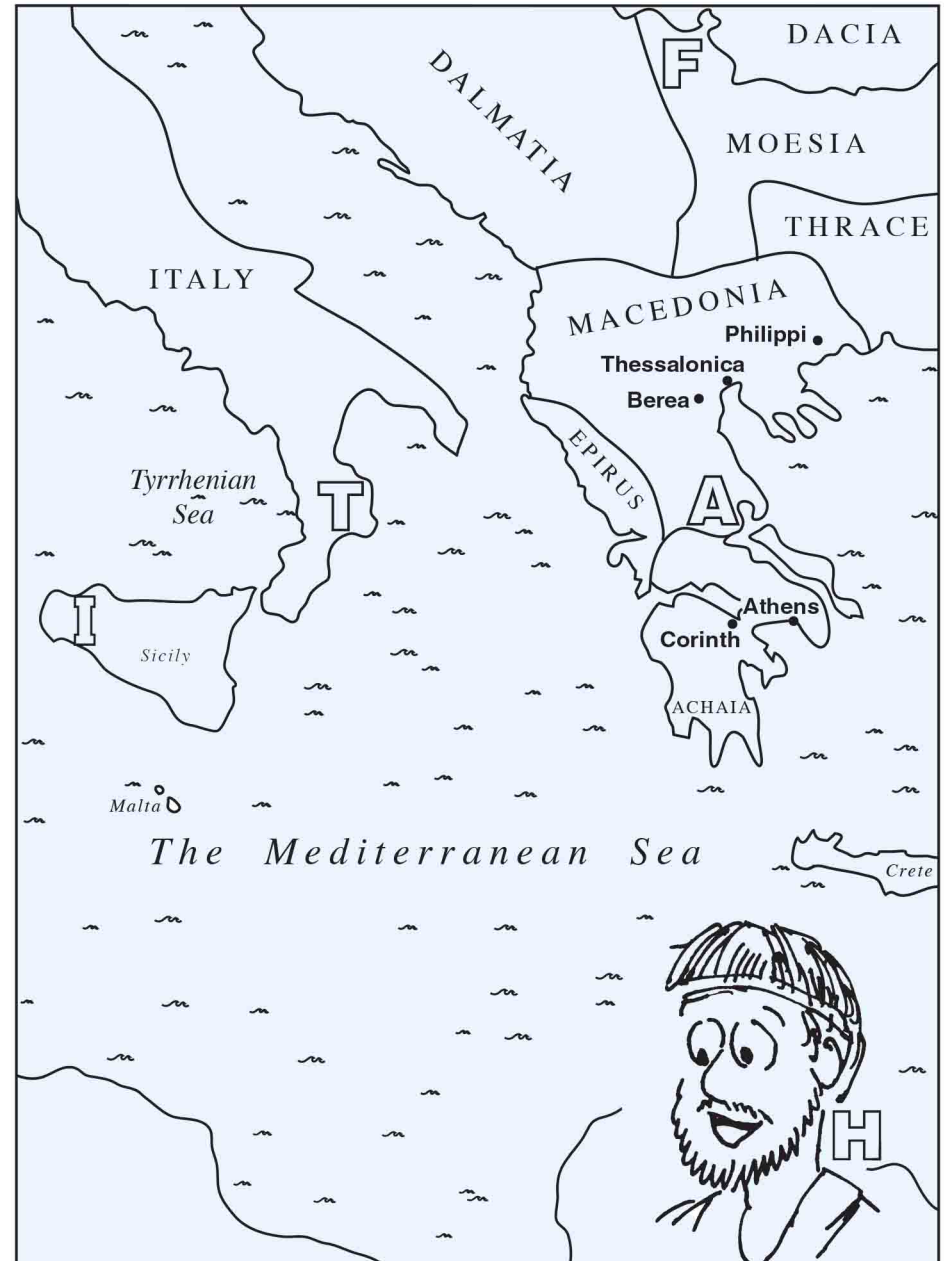 F
DACIA
DALMATIA
MOESIA
THRACE
ITALY
MACEDONIA
Philippi
Thessalonica
Berea
EPIRUS
Tyrrhenian
Sea
T
A
I
Sicily
Athens
Corinth
ACHAIA
Malta
The Mediterranean Sea
Crete
H